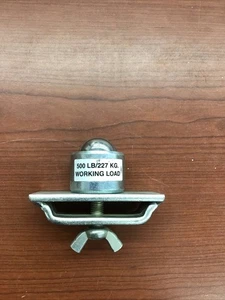 500 LB/227 KG.
WORKING LOAD